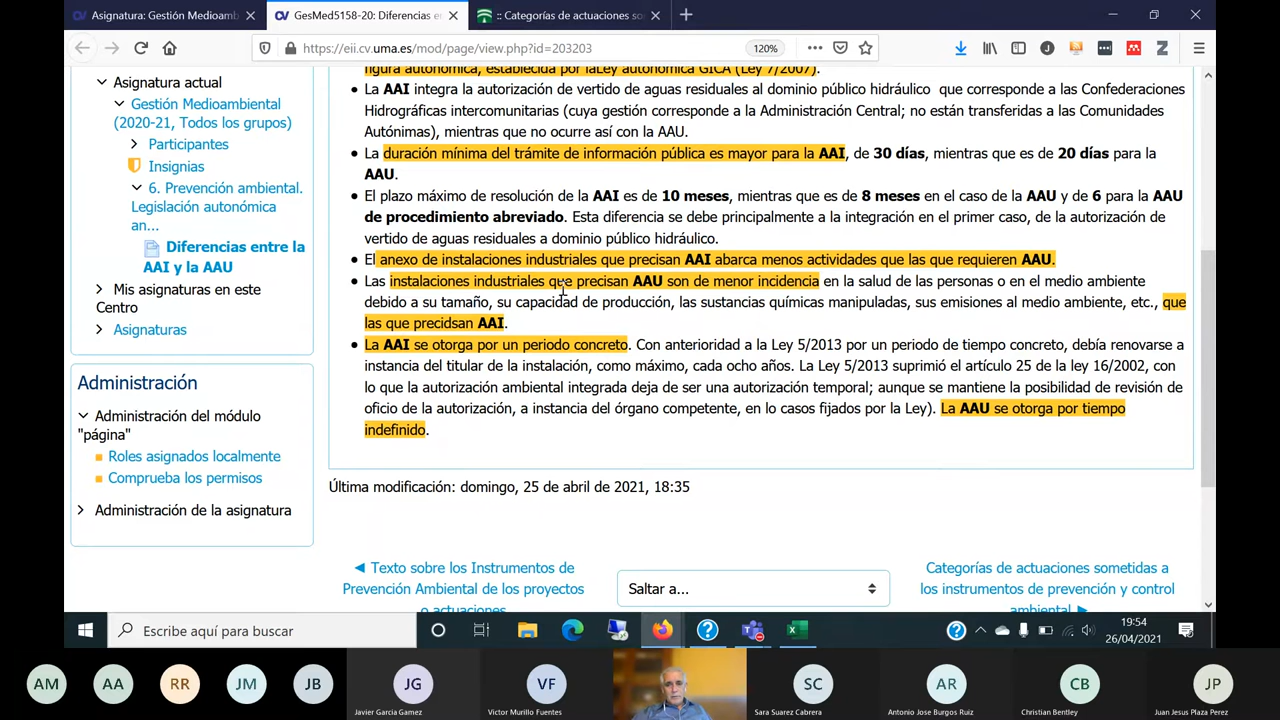 Asignatura: Gestión Medioamb
GesMed5158-20: Diferencias e
:: Categorías de actuaciones so
https://eii.cv.uma.es/mod/page/view.php?id=203203
120%
Asignatura actual
Gestión Medioambiental
(2020-21, Todos los grupos)
Participantes
Insignias
6. Prevención ambiental.
Legislación autonómica
an...
Diferencias entre la
AAI y la AAU
Mis asignaturas en este
Centro
Asignaturas
Administración
Administración del módulo
"página"
Roles asignados localmente
Comprueba los permisos
Administración de la asignatura
figura autonómica, establecida por laLey autonómica GICA (Ley 7/2007).
La AAI integra la autorización de vertido de aguas residuales al dominio público hidráulico que corresponde a las Confederaciones
Hidrográficas intercomunitarias (cuya gestión corresponde a la Administración Central; no están transferidas a las Comunidades
Autónimas), mientras que no ocurre así con la AAU.
La duración mínima del trámite de información pública es mayor para la AAI, de 30 días, mientras que es de 20 días para la
AAU.
El plazo máximo de resolución de la AAI es de 10 meses, mientras que es de 8 meses en el caso de la AAU y de 6 para la AAU
de procedimiento abreviado. Esta diferencia se debe principalmente a la integración en el primer caso, de la autorización de
vertido de aguas residuales a dominio público hidráulico.
El anexo de instalaciones industriales que precisan AAI abarca menos actividades que las que requieren AAU.
Las instalaciones industriales que precisan AAU son de menor incidencia en la salud de las personas o en el medio ambiente
debido a su tamaño, su capacidad de producción, las sustancias químicas manipuladas, sus emisiones al medio ambiente, etc., que
las que precidsan AAI.
La AAI se otorga por un periodo concreto. Con anterioridad a la Ley 5/2013 por un periodo de tiempo concreto, debía renovarse a
instancia del titular de la instalación, como máximo, cada ocho años. La Ley 5/2013 suprimió el artículo 25 de la ley 16/2002, con
lo que la autorización ambiental integrada deja de ser una autorización temporal; aunque se mantiene la posibilidad de revisión de
oficio de la autorización, a instancia del órgano competente, en lo casos fijados por la Ley). La AAU se otorga por tiempo
indefinido.
Última modificación: domingo, 25 de abril de 2021, 18:35
◄ Texto sobre los Instrumentos de
Prevención Ambiental de los proyectos
o actuaciones
Saltar a...
Categorías de actuaciones sometidas a
los instrumentos de prevención y control
ambiental ►
Escribe aquí para buscar
19:54
26/04/2021
AM
AA
RR
JM
JB
JG
Javier Garcia Gamez
VF
Victor Murillo Fuentes
SC
Sara Suarez Cabrera
AR
Antonio Jose Burgos Ruiz
CB
Christian Bentley
JP
Juan Jesus Plaza Perez